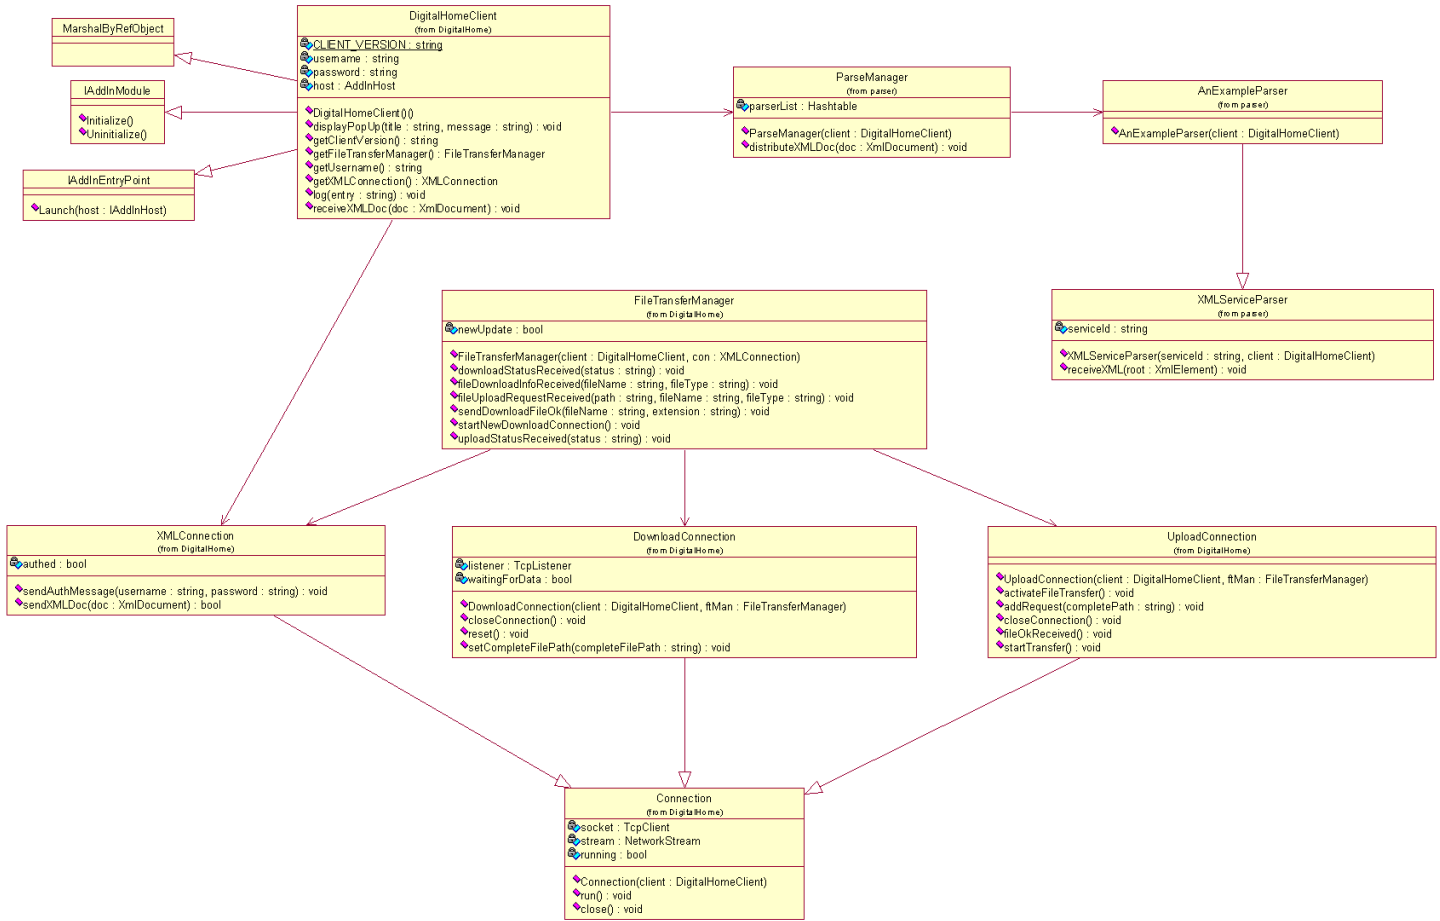 MarshalByRefObject
IAddInModule
Initialize()
Uninitialize()
IAddInEntryPoint
Launch(host : IAddInHost)
DigitalHomeClient
(from DigitalHome)
CLIENT_VERSION : string
username : string
password : string
host : AddInHost
DigitalHomeClient()()
displayPopUp(title : string, message : string) : void
getClientVersion() : string
getFileTransferManager() : FileTransferManager
getUsername() : string
getXMLConnection() : XMLConnection
log(entry : string) : void
receiveXMLDoc(doc : XmlDocument) : void
ParseManager
(from parser)
parserList : Hashtable
ParseManager(client : DigitalHomeClient)
distributeXMLDoc(doc : XmlDocument) : void
AnExampleParser
(from parser)
AnExampleParser(client : DigitalHomeClient)
XMLServiceParser
(from parser)
serviceId : string
XMLServiceParser(serviceId : string, client : DigitalHomeClient)
receiveXML(root : XmlElement) : void
FileTransferManager
(from DigitalHome)
newUpdate : bool
FileTransferManager(client : DigitalHomeClient, con : XMLConnection)
downloadStatusReceived(status : string) : void
fileDownloadInfoReceived(fileName : string, fileType : string) : void
fileUploadRequestReceived(path : string, fileName : string, fileType : string) : void
sendDownloadFileOk(fileName : string, extension : string) : void
startNewDownloadConnection() : void
uploadStatusReceived(status : string) : void
XMLConnection
(from DigitalHome)
authed : bool
sendAuthMessage(username : string, password : string) : void
sendXMLDoc(doc : XmlDocument) : bool
DownloadConnection
(from DigitalHome)
listener : TcpListener
waitingForData : bool
DownloadConnection(client : DigitalHomeClient, ftMan : FileTransferManager)
closeConnection() : void
reset() : void
setCompleteFilePath(completeFilePath : string) : void
UploadConnection
(from DigitalHome)
UploadConnection(client : DigitalHomeClient, ftMan : FileTransferManager)
activateFileTransfer() : void
addRequest(completePath : string) : void
closeConnection() : void
fileOkReceived() : void
startTransfer() : void
Connection
(from DigitalHome)
socket : TcpClient
stream : NetworkStream
running : bool
Connection(client : DigitalHomeClient)
run() : void
close() : void